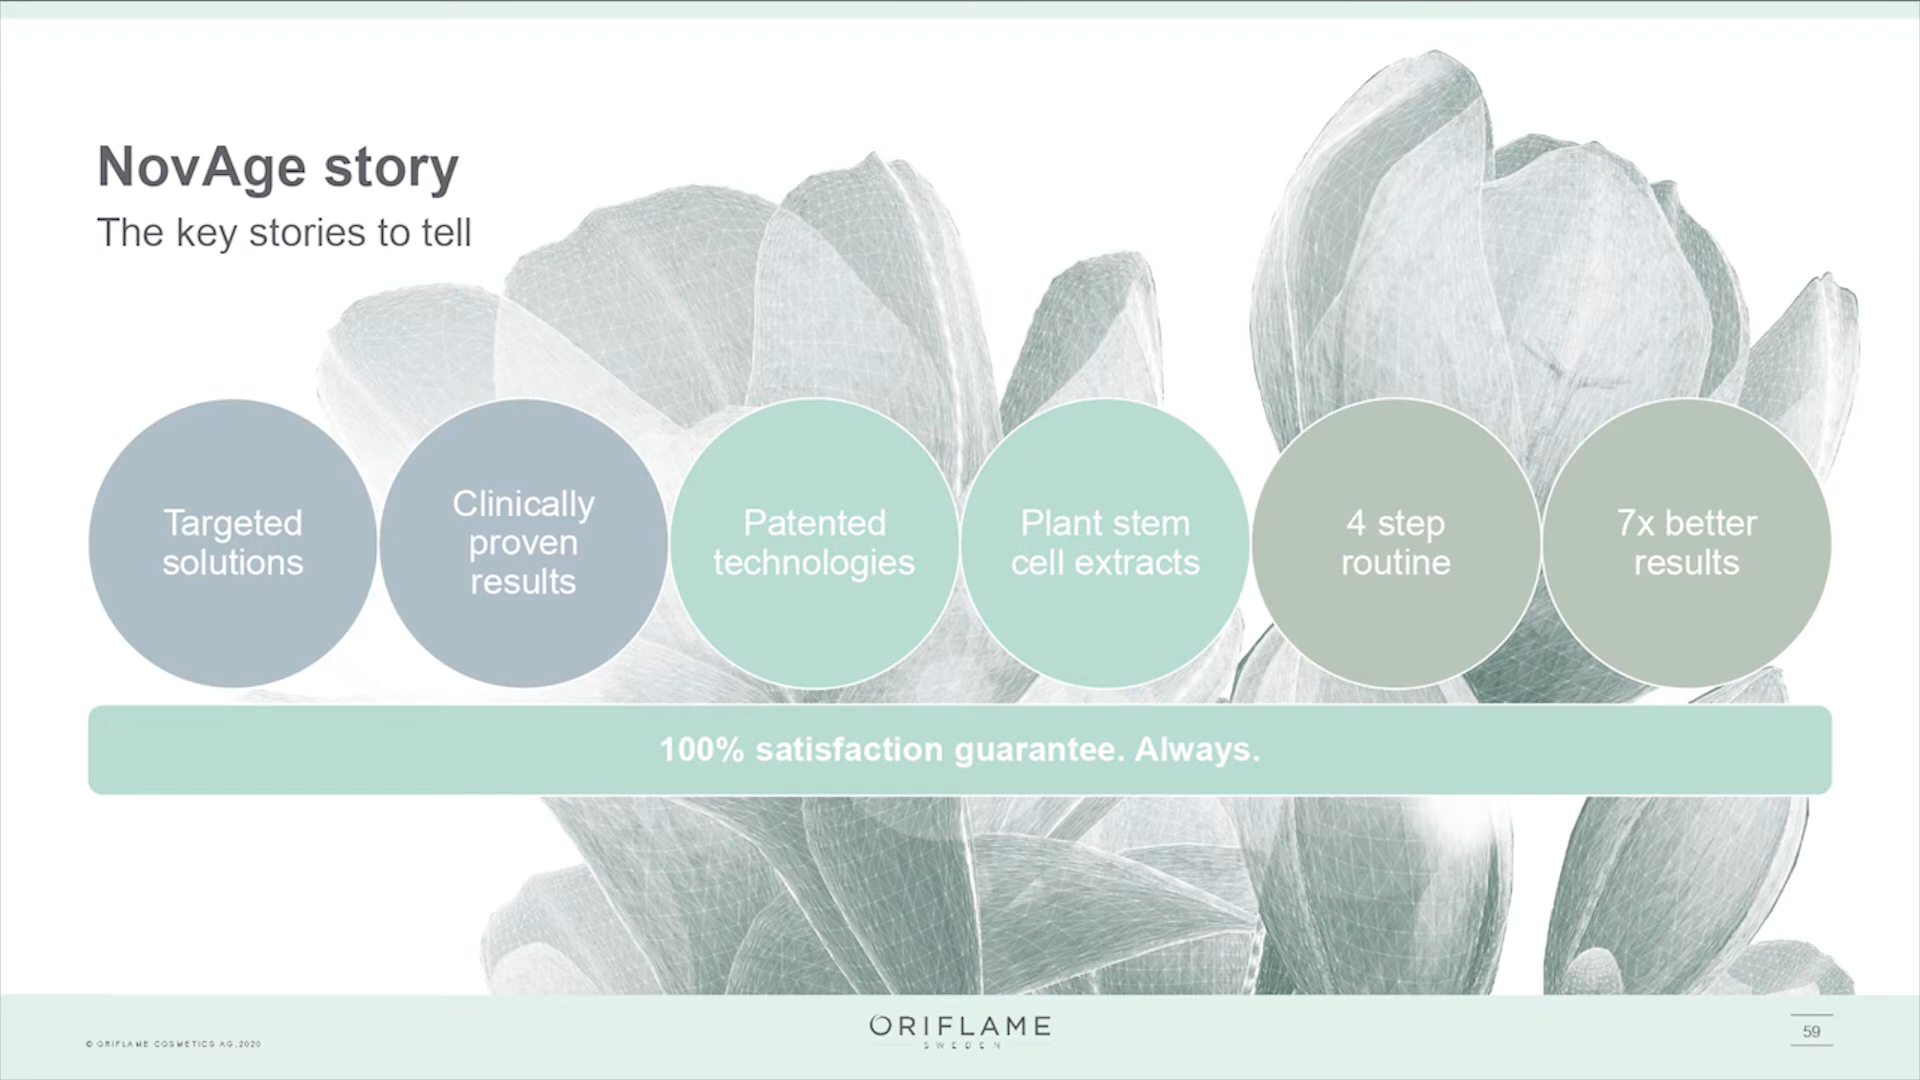 NovAge story
The key stories to tell
Targeted
solutions
Clinically
proven
results
Patented
technologies
Plant stem
cell extracts
4 step
routine
7x better
results
100% satisfaction guarantee. Always.
© ORIFLAME COSMETICS AG, 2020
ORIFLAME
SWEDEN
59